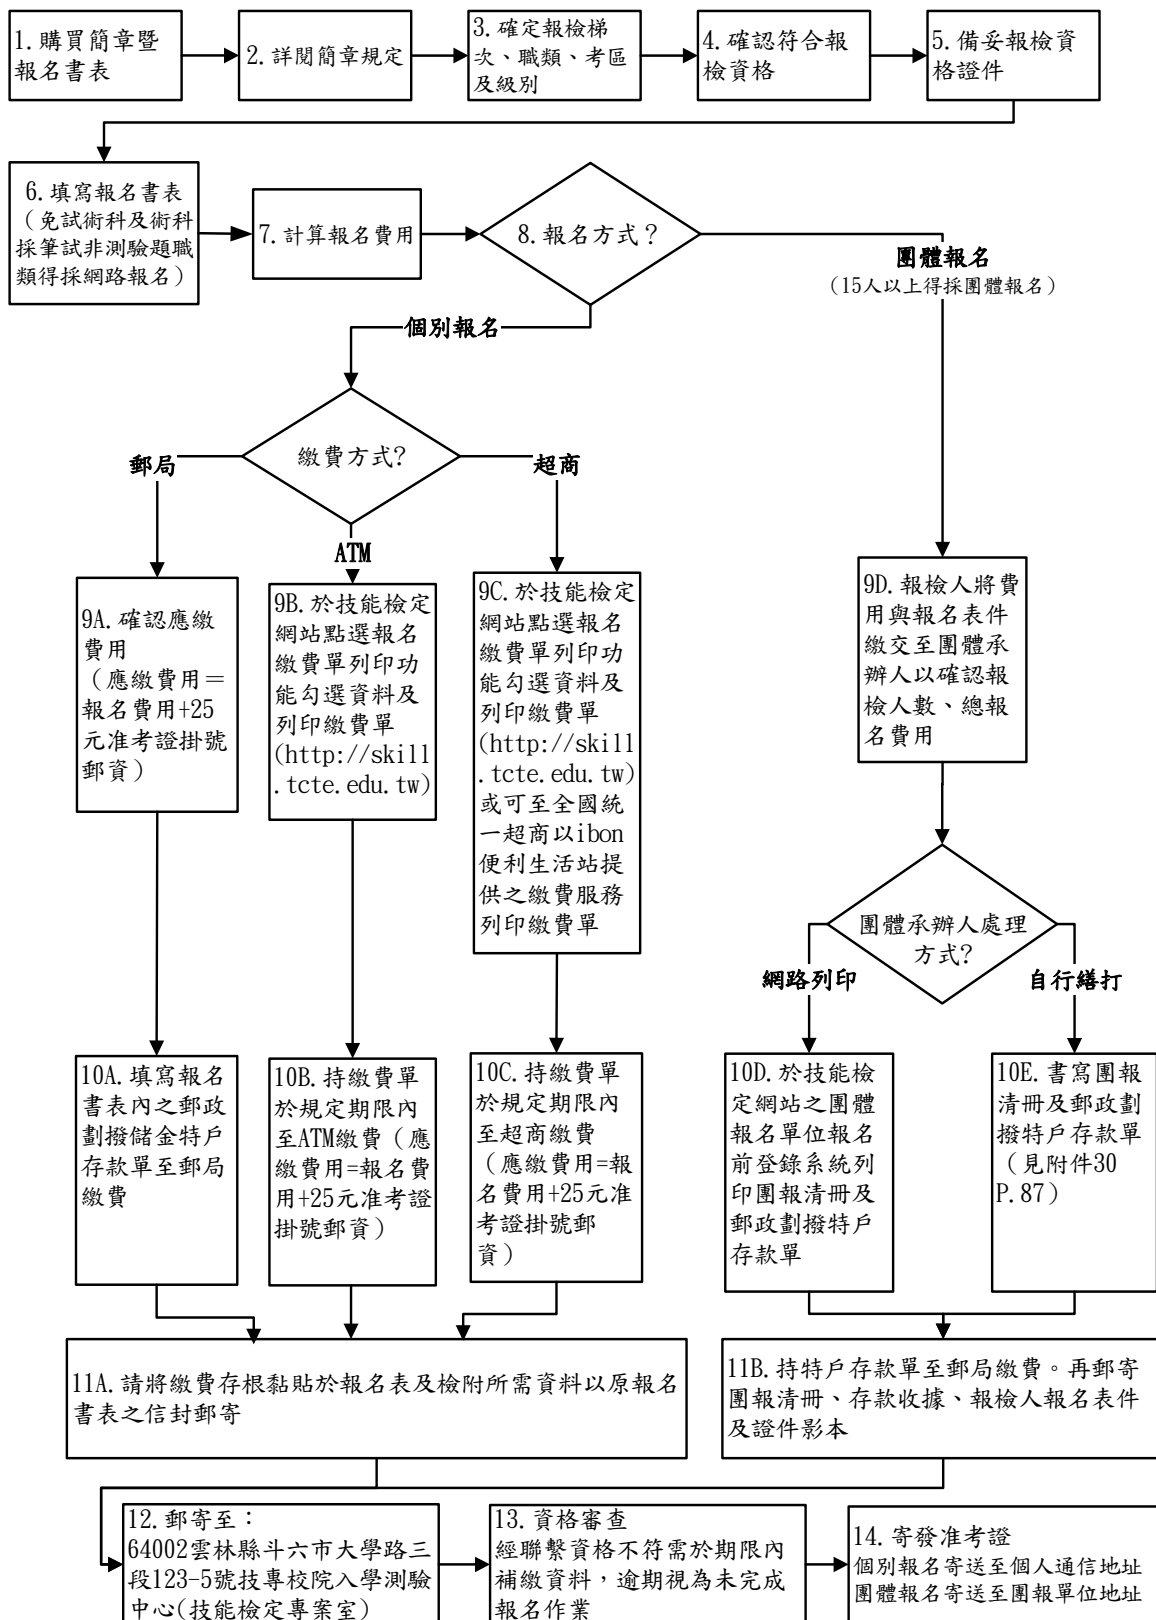 1.購買簡章暨
報名書表
2.詳閱簡章規定
3.確定報檢梯
次、職類、考區
及級別
4.確認符合報
檢資格
5.備妥報檢資
格證件
6.填寫報名書表
（免試術科及術科
採筆試非測驗題職
類得採網路報名）
7.計算報名費用
8.報名方式？
團體報名
（15人以上得採團體報名）
個別報名
繳費方式?
郵局
超商
ATM
9A.確認應繳
費用
（應繳費用＝
報名費用+25
元准考證掛號
郵資）
9B.於技能檢定
網站點選報名
繳費單列印功
能勾選資料及
列印繳費單
(http://skill
.tcte.edu.tw)
9C.於技能檢定
網站點選報名
繳費單列印功
能勾選資料及
列印繳費單
(http://skill
.tcte.edu.tw)
或可至全國統
一超商以ibon
便利生活站提
供之繳費服務
列印繳費單
9D.報檢人將費
用與報名表件
繳交至團體承
辦人以確認報
檢人數、總報
名費用
團體承辦人處理
方式?
網路列印
自行繕打
10A.填寫報名
書表內之郵政
劃撥儲金特戶
存款單至郵局
繳費
10B.持繳費單
於規定期限內
至ATM繳費（應
繳費用=報名費
用+25元准考證
掛號郵資）
10C.持繳費單
於規定期限內
至超商繳費
（應繳費用=報
名費用+25元准
考證掛號郵
資）
10D.於技能檢
定網站之團體
報名單位報名
前登錄系統列
印團報清冊及
郵政劃撥特戶
存款單
10E.書寫團報
清冊及郵政劃
撥特戶存款單
（見附件30
P.87）
11A.請將繳費存根黏貼於報名表及檢附所需資料以原報名
書表之信封郵寄
11B.持特戶存款單至郵局繳費。再郵寄
團報清冊、存款收據、報檢人報名表件
及證件影本
12.郵寄至：
64002雲林縣斗六市大學路三
段123-5號技專校院入學測驗
中心(技能檢定專案室)
13.資格審查
經聯繫資格不符需於期限內
補繳資料，逾期視為未完成
報名作業
14.寄發准考證
個別報名寄送至個人通信地址
團體報名寄送至團報單位地址